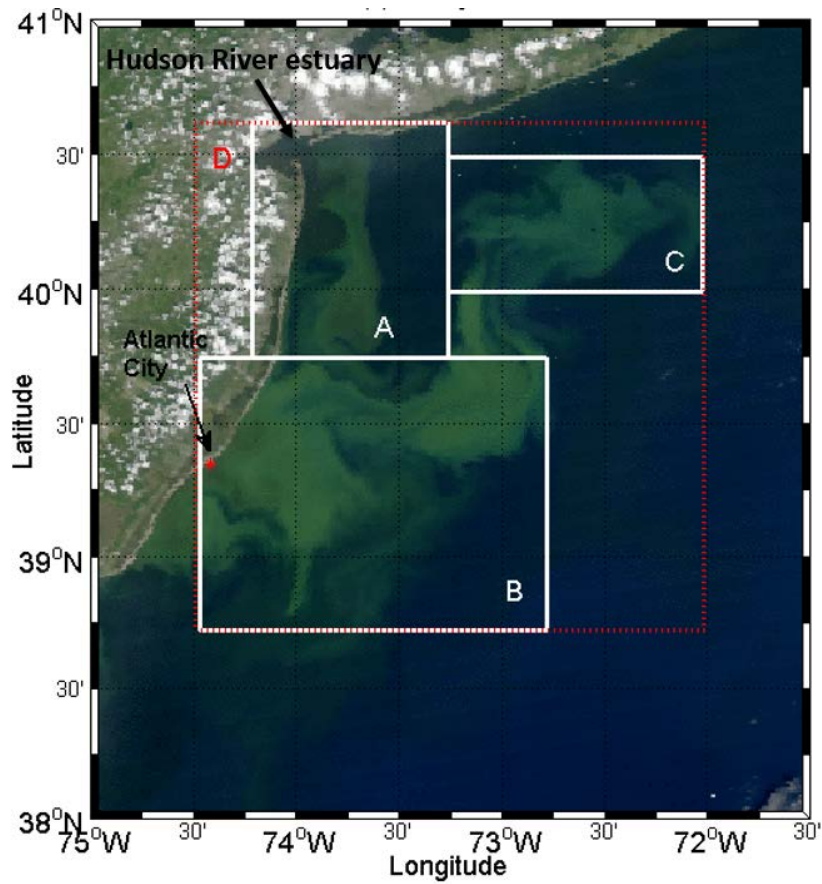 41°N
Hudson River estuary
30'
D
C
40°N
A
Atlantic
City
Latitude
30'
39°N
B
30'
38°N
75°W 30' 74°W 30' 73°W 30' 72°W 30'
Longitude